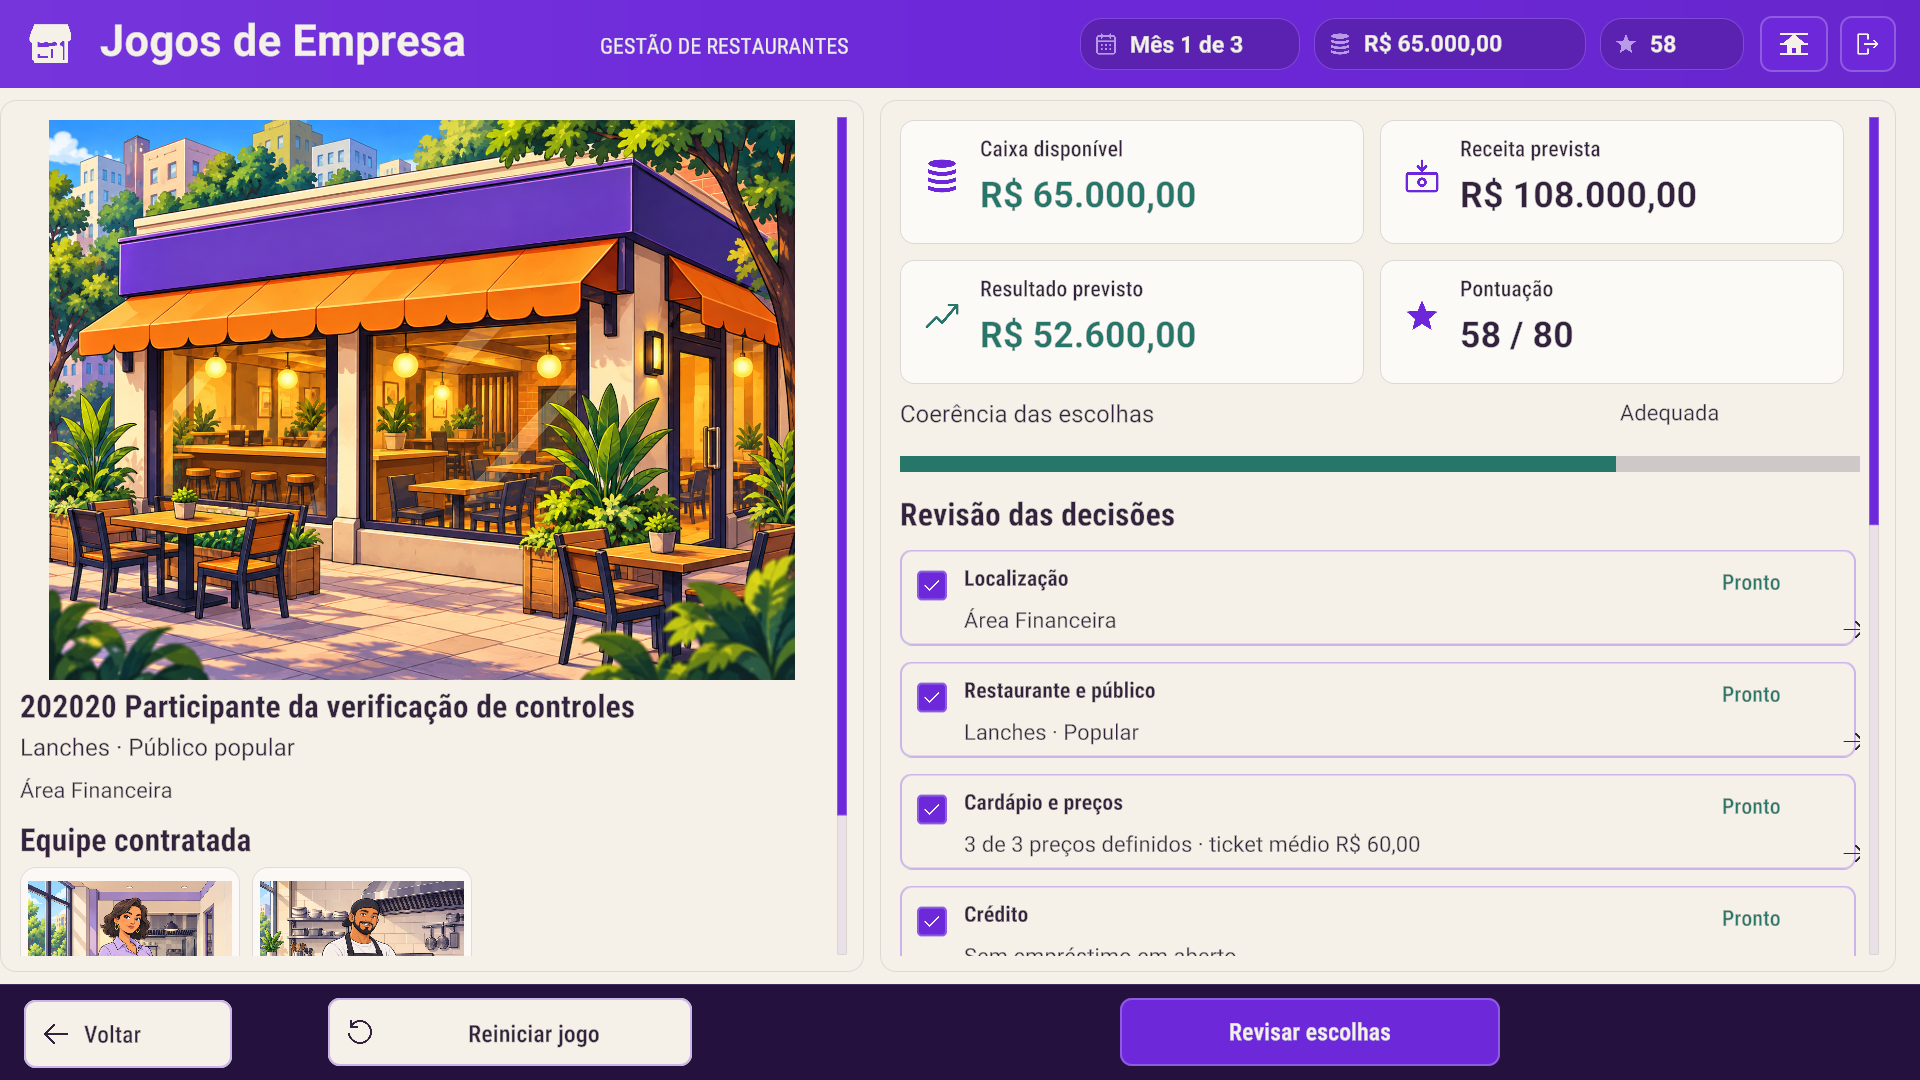 Jogos de Empresa
GESTÃO DE RESTAURANTES
Mês 1 de 3
R$ 65.000,00
58
202020 Participante da verificação de controles
Lanches · Público popular
Área Financeira
Equipe contratada
Caixa disponível
R$ 65.000,00
Receita prevista
R$ 108.000,00
Resultado previsto
R$ 52.600,00
Pontuação
58 / 80
Coerência das escolhas
Adequada
Revisão das decisões
Localização
Pronto
Área Financeira
Restaurante e público
Pronto
Lanches · Popular
Cardápio e preços
Pronto
3 de 3 preços definidos · ticket médio R$ 60,00
Crédito
Pronto
Sem empréstimo em aberto
Voltar
Reiniciar jogo
Revisar escolhas